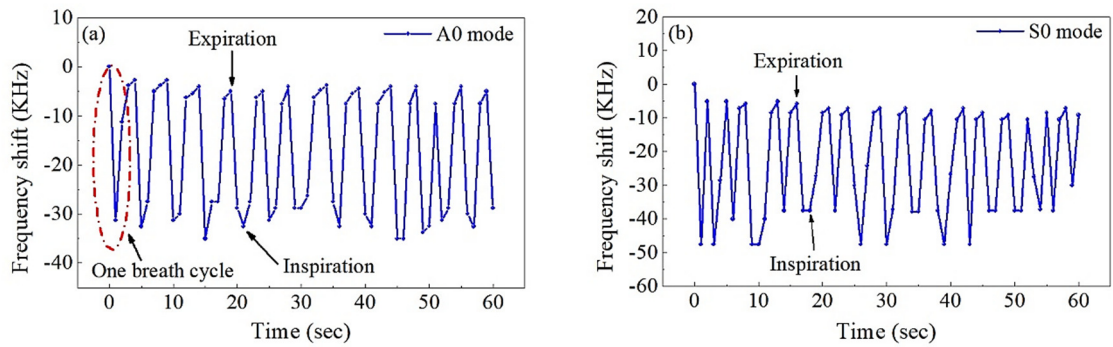 (a)
A0 mode
Expiration
10
0
-10
-20
-30
-40
Frequency shift (KHz)
One breath cycle
Inspiration
0 10 20 30 40 50 60
Time (sec)
(b)
S0 mode
Expiration
20
10
0
-10
-20
-30
-40
-50
-60
Frequency shift (KHz)
Inspiration
0 10 20 30 40 50 60
Time (sec)